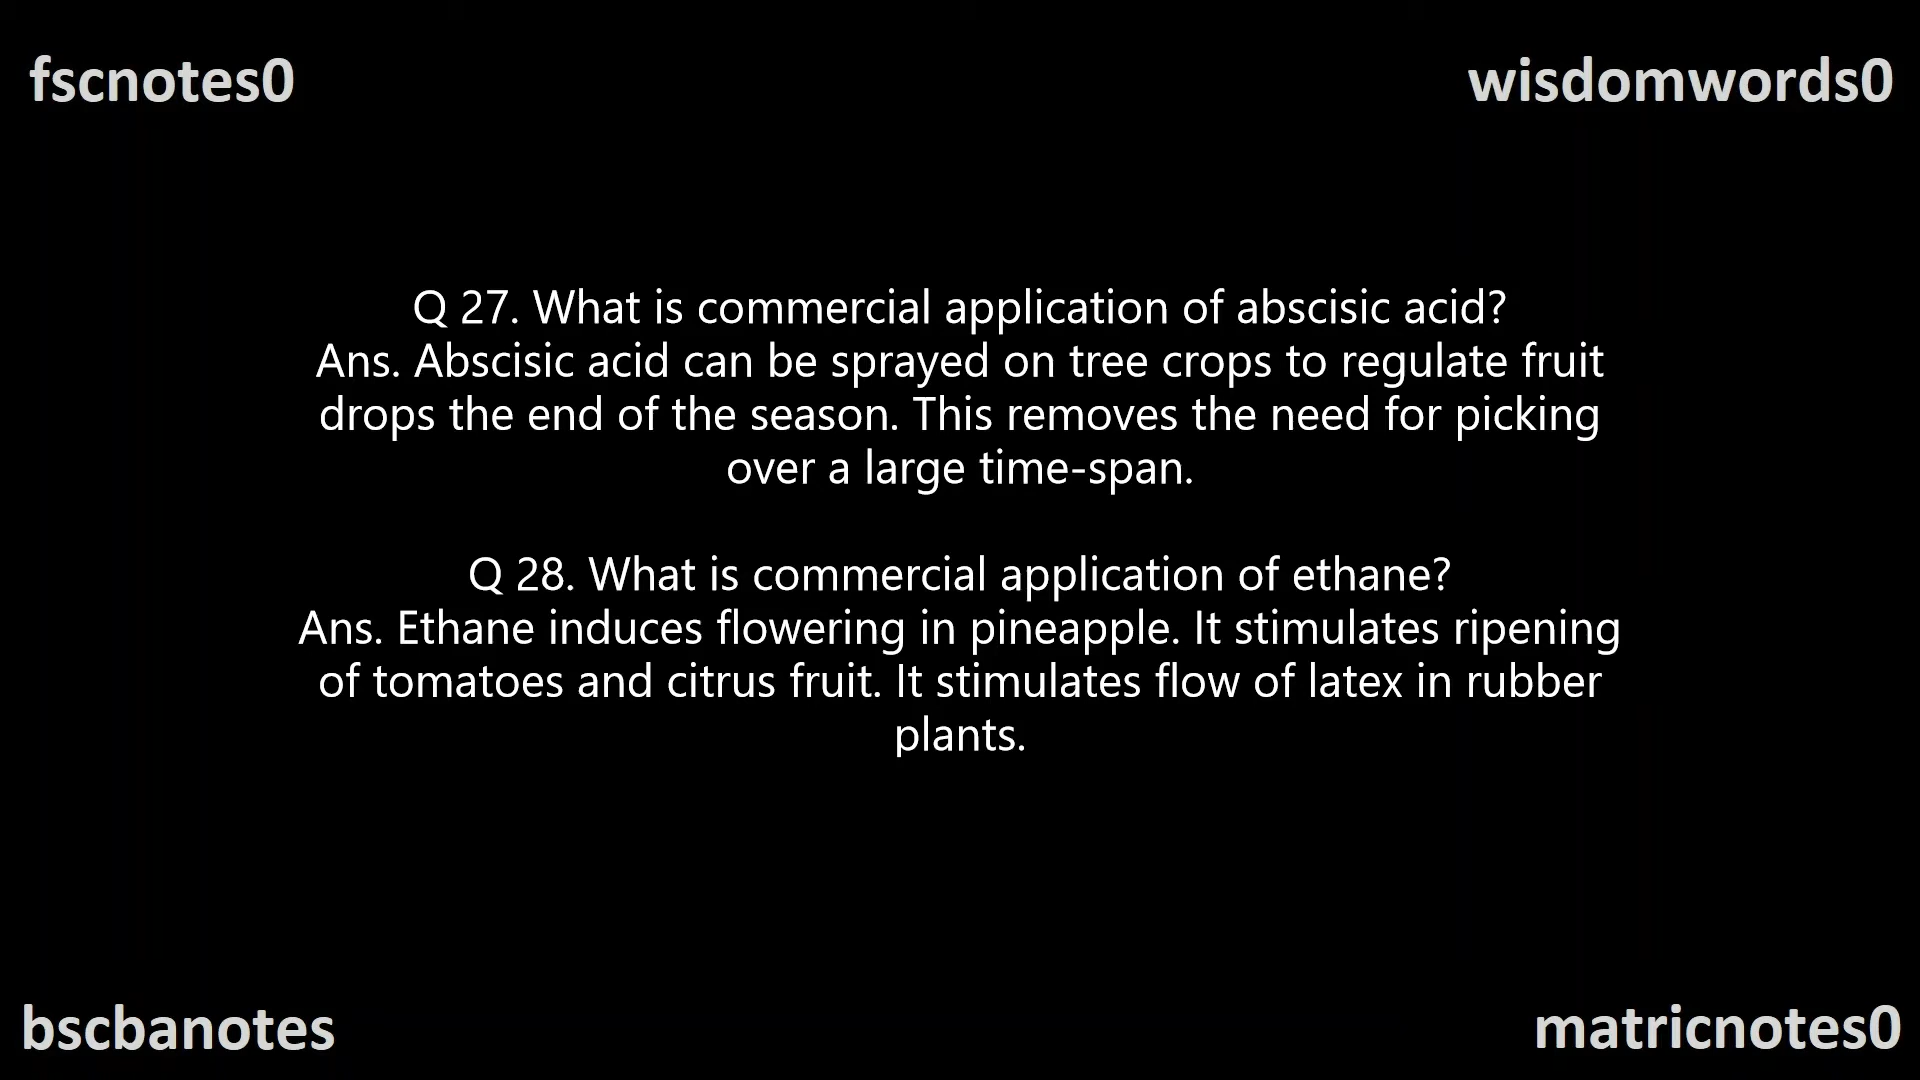 fscnotes0
wisdomwords0
Q 27. What is commercial application of abscisic acid?
Ans. Abscisic acid can be sprayed on tree crops to regulate fruit
drops the end of the season. This removes the need for picking
over a large time-span.
Q 28. What is commercial application of ethane?
Ans. Ethane induces flowering in pineapple. It stimulates ripening
of tomatoes and citrus fruit. It stimulates flow of latex in rubber
plants.
bscbanotes
matricnotes0